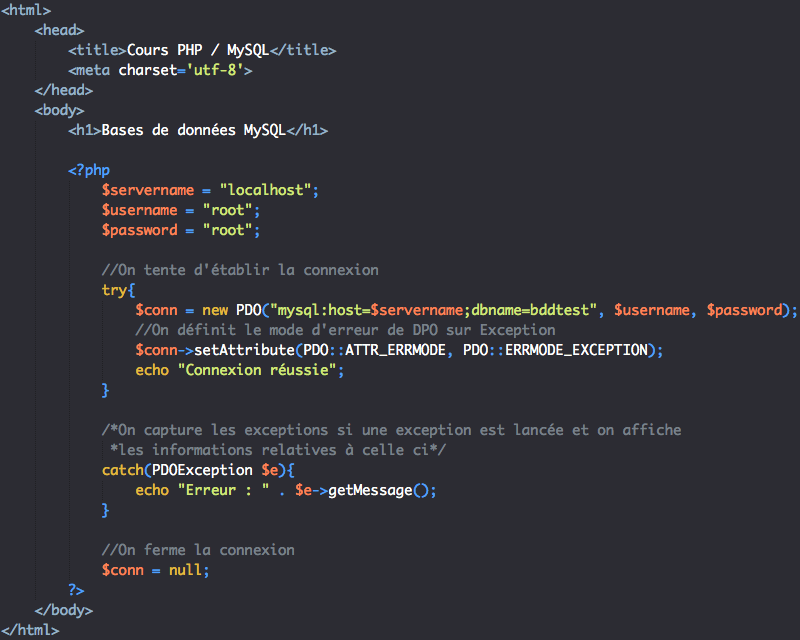 <html>
    <head>
        <title>Cours PHP / MySQL</title>
        <meta charset='utf-8'>
    </head>
    <body>
        <h1>Bases de données MySQL</h1>

        <?php
            $servername = "localhost";
            $username = "root";
            $password = "root";

            //On tente d'établir la connexion
            try{
                $conn = new PDO("mysql:host=$servername;dbname=bddtest", $username, $password);
                //On définit le mode d'erreur de DPO sur Exception
                $conn->setAttribute(PDO::ATTR_ERRMODE, PDO::ERRMODE_EXCEPTION);
                echo "Connexion réussie";
            }

            /*On capture les exceptions si une exception est lancée et on affiche
             *les informations relatives à celle ci*/
            catch(PDOException $e){
                echo "Erreur : " . $e->getMessage();
            }

            //On ferme la connexion
            $conn = null;
        ?>
    </body>
</html>